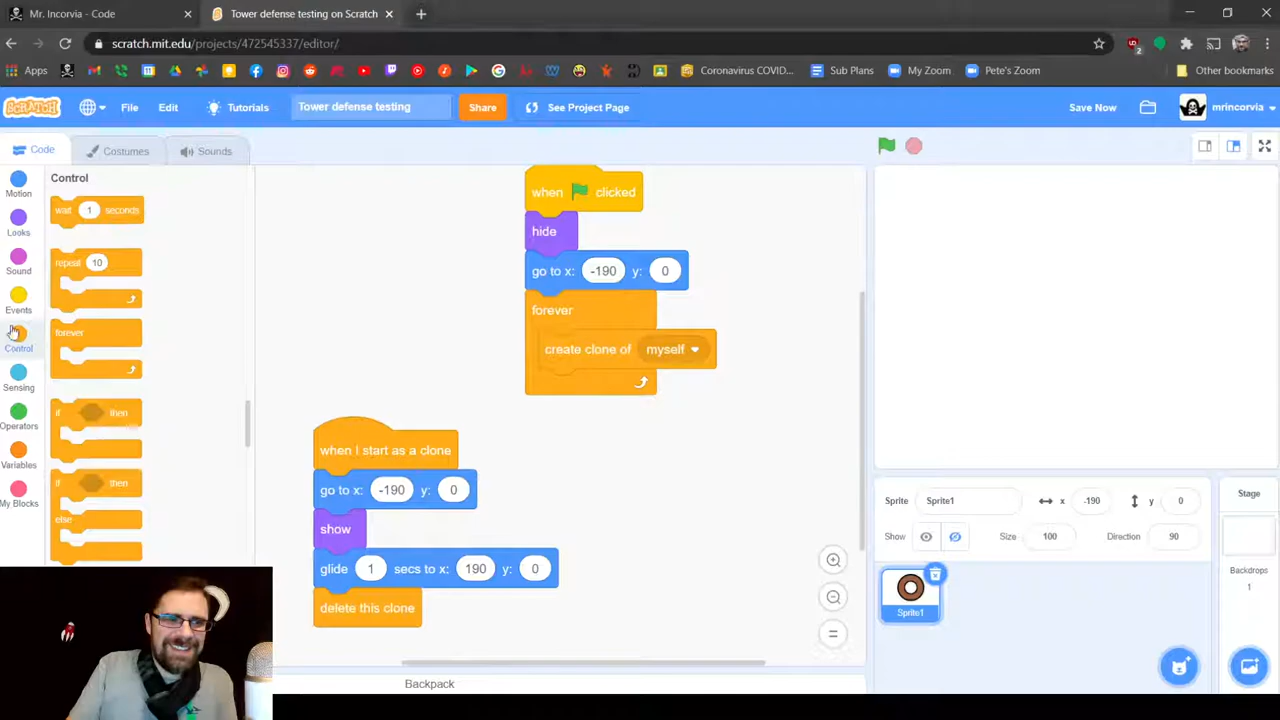 Mr. Incorvia - Code
Tower defense testing on Scratch
scratch.mit.edu/projects/472545337/editor/
Apps
Coronavirus COVID...
Sub Plans
My Zoom
Pete's Zoom
Other bookmarks
SCRATCH
File
Edit
Tutorials
Tower defense testing
Share
See Project Page
Save Now
mrincorvia
Code
Costumes
Sounds
Motion
Looks
Sound
Events
Control
Sensing
Operators
Variables
My Blocks
Control
wait 1 seconds
repeat 10
forever
if then
if then
else
when clicked
hide
go to x: -190 y: 0
forever
create clone of myself
when I start as a clone
go to x: -190 y: 0
show
glide 1 secs to x: 190 y: 0
delete this clone
Backpack
Sprite Sprite1 x -190 y 0
Show Size 100 Direction 90
Sprite1
Stage
Backdrops
1